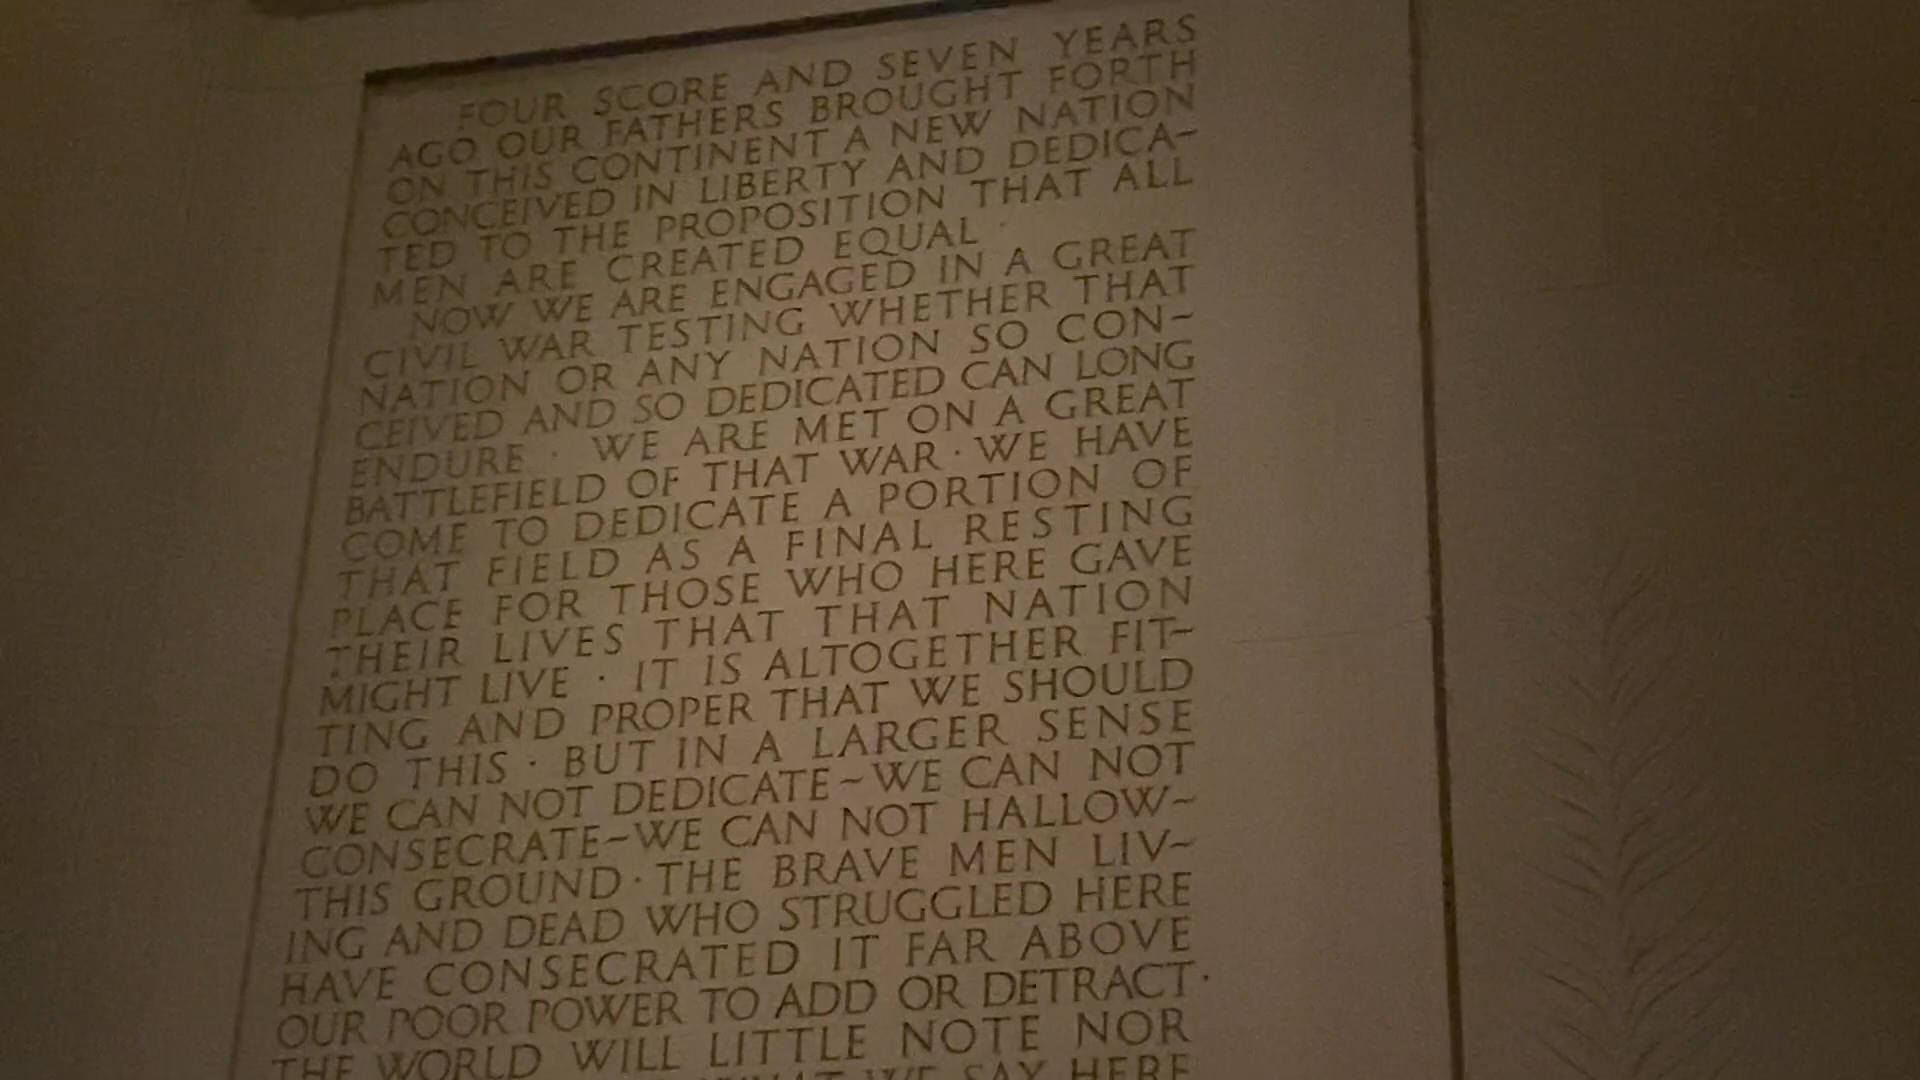 FOUR SCORE AND SEVEN YEARS
AGO OUR FATHERS BROUGHT FORTH
ON THIS CONTINENT A NEW NATION
CONCEIVED IN LIBERTY AND DEDICA~
TED TO THE PROPOSITION THAT ALL
MEN ARE CREATED EQUAL ·
NOW WE ARE ENGAGED IN A GREAT
CIVIL WAR TESTING WHETHER THAT
NATION OR ANY NATION SO CON~
CEIVED AND SO DEDICATED CAN LONG
ENDURE · WE ARE MET ON A GREAT
BATTLEFIELD OF THAT WAR · WE HAVE
COME TO DEDICATE A PORTION OF
THAT FIELD AS A FINAL RESTING
PLACE FOR THOSE WHO HERE GAVE
THEIR LIVES THAT THAT NATION
MIGHT LIVE · IT IS ALTOGETHER FIT~
TING AND PROPER THAT WE SHOULD
DO THIS · BUT IN A LARGER SENSE
WE CAN NOT DEDICATE~WE CAN NOT
CONSECRATE~WE CAN NOT HALLOW~
THIS GROUND · THE BRAVE MEN LIV~
ING AND DEAD WHO STRUGGLED HERE
HAVE CONSECRATED IT FAR ABOVE
OUR POOR POWER TO ADD OR DETRACT ·
THE WORLD WILL LITTLE NOTE NOR
WHAT WE SAY HERE